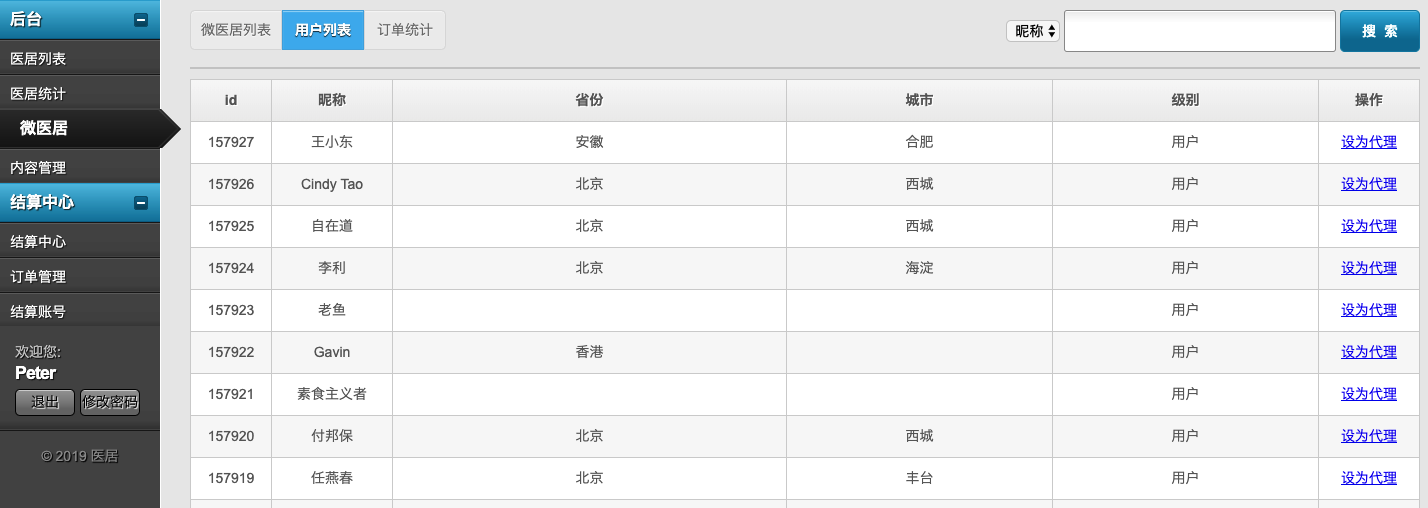 后台
医居列表
医居统计
微医居
内容管理
结算中心
结算中心
订单管理
结算账号
欢迎您:
Peter
退出 修改密码
© 2019 医居
微医居列表 用户列表 订单统计
昵称 搜 索
id 昵称 省份 城市 级别 操作
157927 王小东 安徽 合肥 用户 设为代理
157926 Cindy Tao 北京 西城 用户 设为代理
157925 自在道 北京 西城 用户 设为代理
157924 李利 北京 海淀 用户 设为代理
157923 老鱼 用户 设为代理
157922 Gavin 香港 用户 设为代理
157921 素食主义者 用户 设为代理
157920 付邦保 北京 西城 用户 设为代理
157919 任燕春 北京 丰台 用户 设为代理